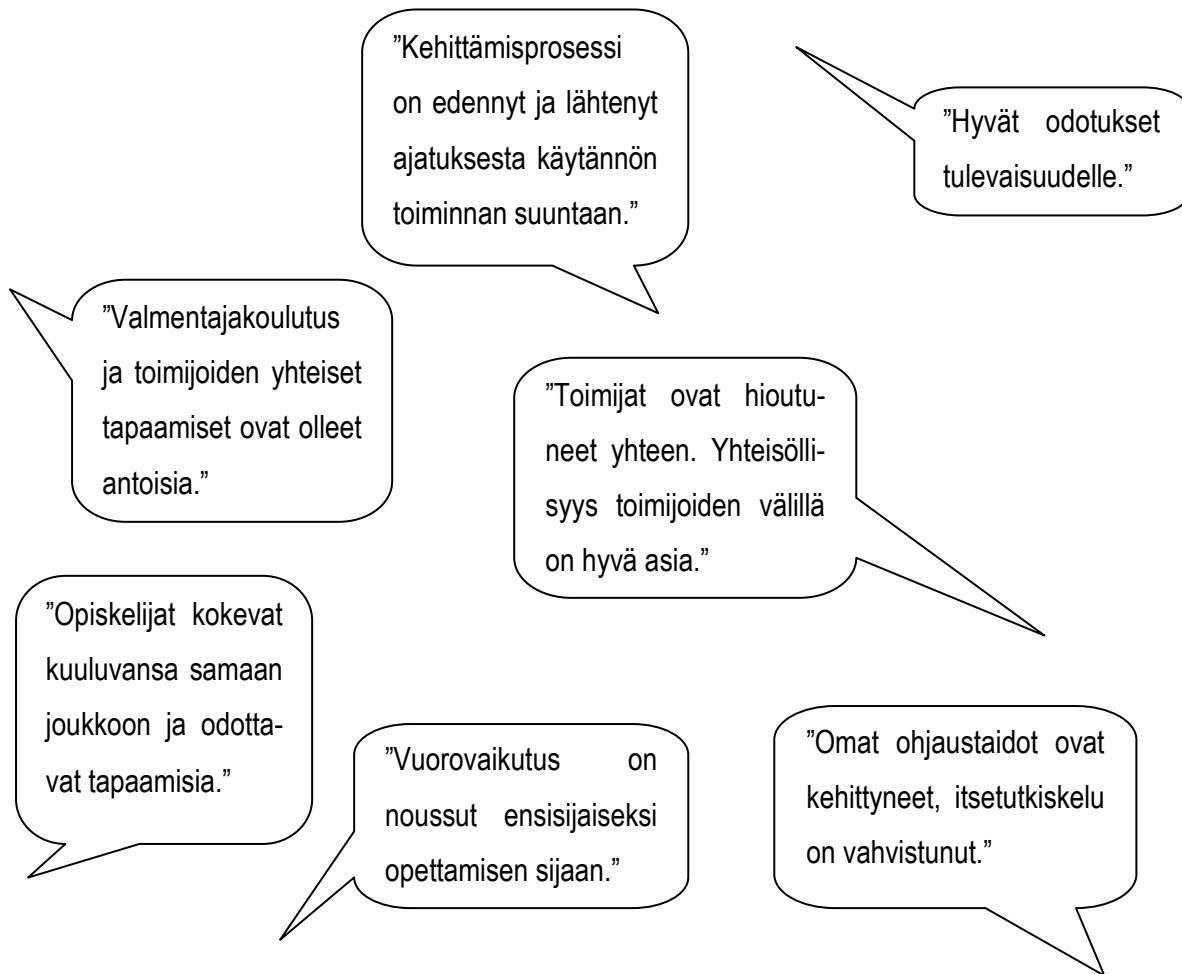 ”Kehittämisprosessi
on edennyt ja lähtenyt
ajatuksesta käytännön
toiminnan suuntaan.”
”Hyvät odotukset
tulevaisuudelle.”
”Valmentajakoulutus
ja toimijoiden yhteiset
tapaamiset ovat olleet
antoisia.”
”Toimijat ovat hioutu-
neet yhteen. Yhteisölli-
syys toimijoiden välillä
on hyvä asia.”
”Opiskelijat kokevat
kuuluvansa samaan
joukkoon ja odotta-
vat tapaamisia.”
”Vuorovaikutus on
noussut ensisijaiseksi
opettamisen sijaan.”
”Omat ohjaustaidot ovat
kehittyneet, itsetutkiskelu
on vahvistunut.”